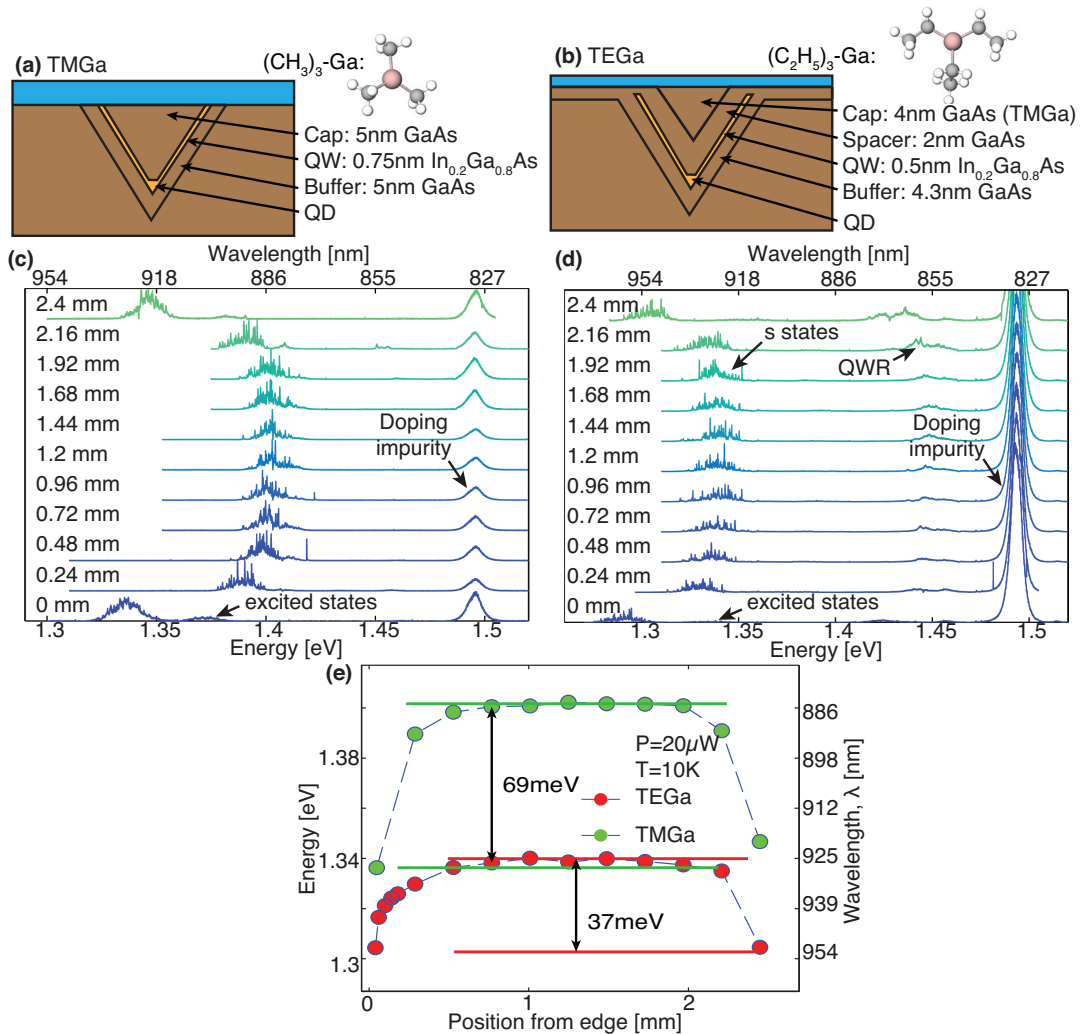 (a) TMGa
(CH₃)₃-Ga:
Cap: 5nm GaAs
QW: 0.75nm In₀.₂Ga₀.₈As
Buffer: 5nm GaAs
QD
(b) TEGa
(C₂H₅)₃-Ga:
Cap: 4nm GaAs (TMGa)
Spacer: 2nm GaAs
QW: 0.5nm In₀.₂Ga₀.₈As
Buffer: 4.3nm GaAs
QD
(c)
Wavelength [nm]
954 918 886 855 827
2.4 mm
2.16 mm
1.92 mm
1.68 mm
1.44 mm
1.2 mm
0.96 mm
0.72 mm
0.48 mm
0.24 mm
0 mm
Doping
impurity
excited states
1.3 1.35 1.4 1.45 1.5
Energy [eV]
(d)
Wavelength [nm]
954 918 886 855 827
2.4 mm
2.16 mm
1.92 mm
1.68 mm
1.44 mm
1.2 mm
0.96 mm
0.72 mm
0.48 mm
0.24 mm
0 mm
s states
QWR
Doping
impurity
excited states
1.3 1.35 1.4 1.45 1.5
Energy [eV]
(e)
Energy [eV]
1.38
1.34
1.3
69meV
P=20µW
T=10K
TEGa
TMGa
37meV
886
898
912
925
939
954
Wavelength, λ [nm]
0 1 2
Position from edge [mm]